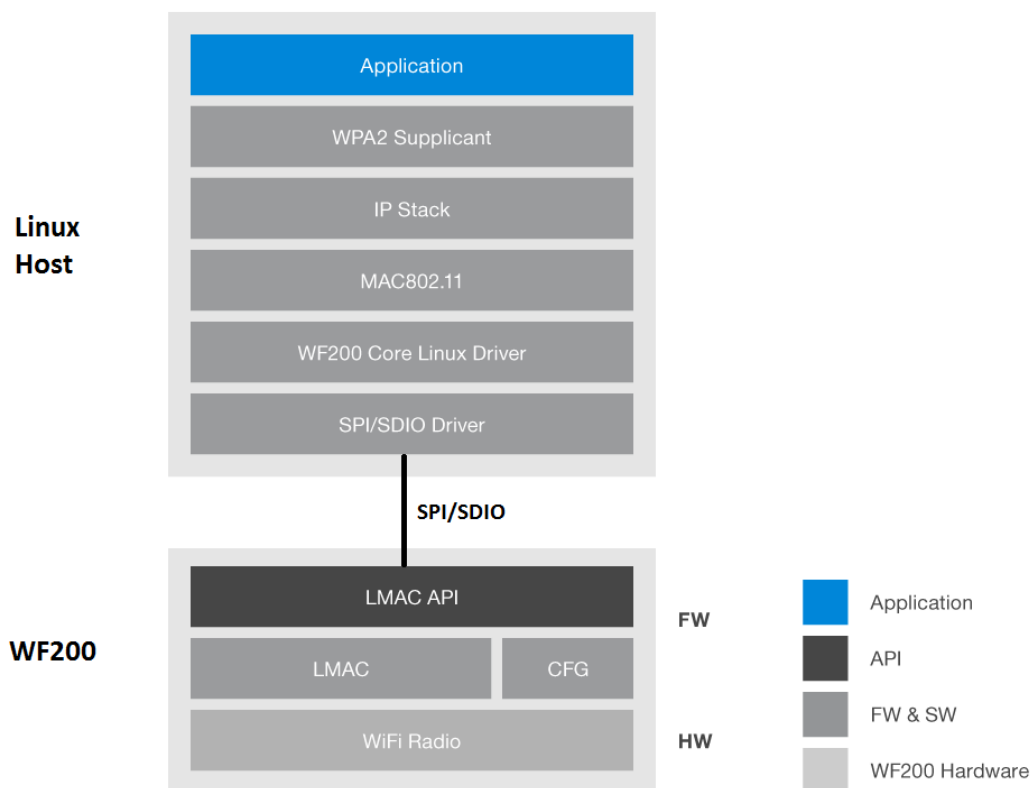 Application
WPA2 Supplicant
IP Stack
Linux
Host
MAC802.11
WF200 Core Linux Driver
SPI/SDIO Driver
SPI/SDIO
LMAC API
FW
WF200
LMAC
CFG
WiFi Radio
HW
Application
API
FW & SW
WF200 Hardware